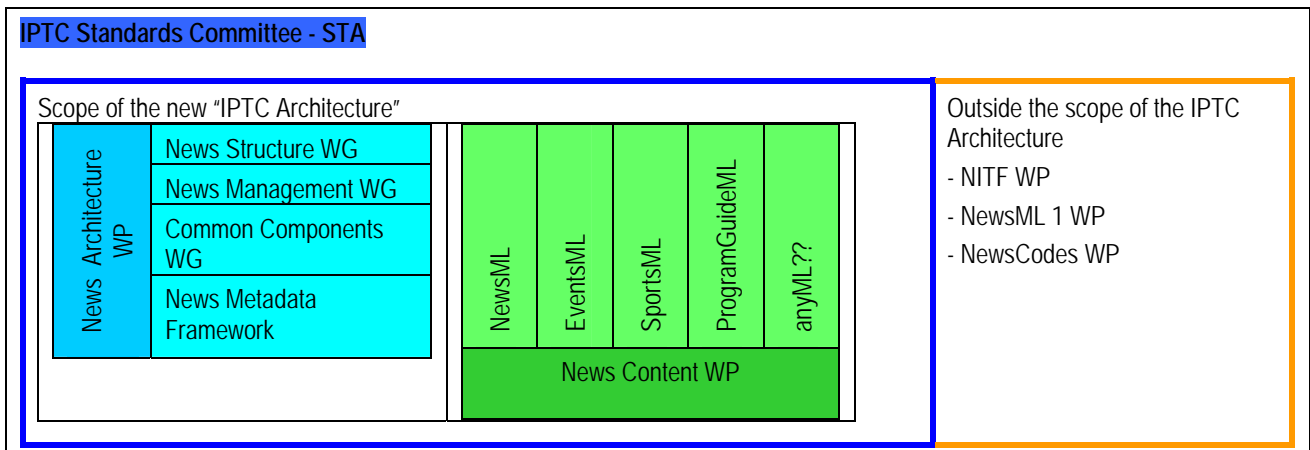 IPTC Standards Committee - STA
Scope of the new “IPTC Architecture”
News Architecture
WP
News Structure WG
News Management WG
Common Components
WG
News Metadata
Framework
NewsML
EventsML
SportsML
ProgramGuideML
anyML??
News Content WP
Outside the scope of the IPTC
Architecture
- NITF WP
- NewsML 1 WP
- NewsCodes WP